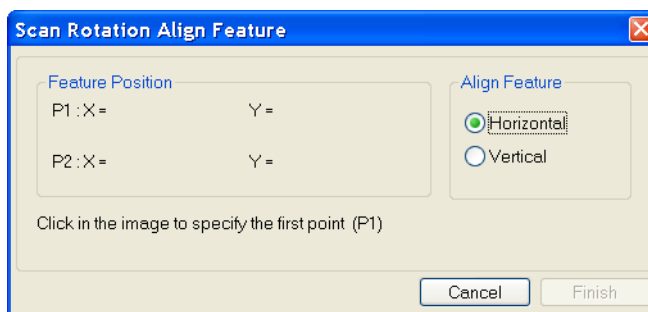 Scan Rotation Align Feature
Feature Position
P1 : X = Y =
P2 : X = Y =
Align Feature
Horizontal
Vertical
Click in the image to specify the first point (P1)
Cancel Finish